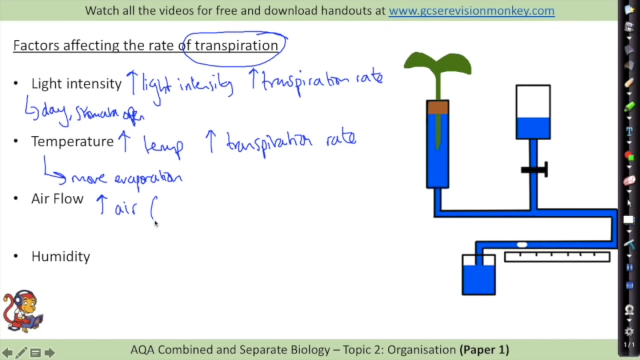 Watch all the videos for free and download handouts at www.gcserevisionmonkey.com
Factors affecting the rate of transpiration
• Light intensity ↑ light intensity ↑ transpiration rate
↳ day, stomata open
• Temperature ↑ temp ↑ transpiration rate
↳ more evaporation
• Air Flow ↑ air (
• Humidity
AQA Combined and Separate Biology – Topic 2: Organisation (Paper 1)
1/1